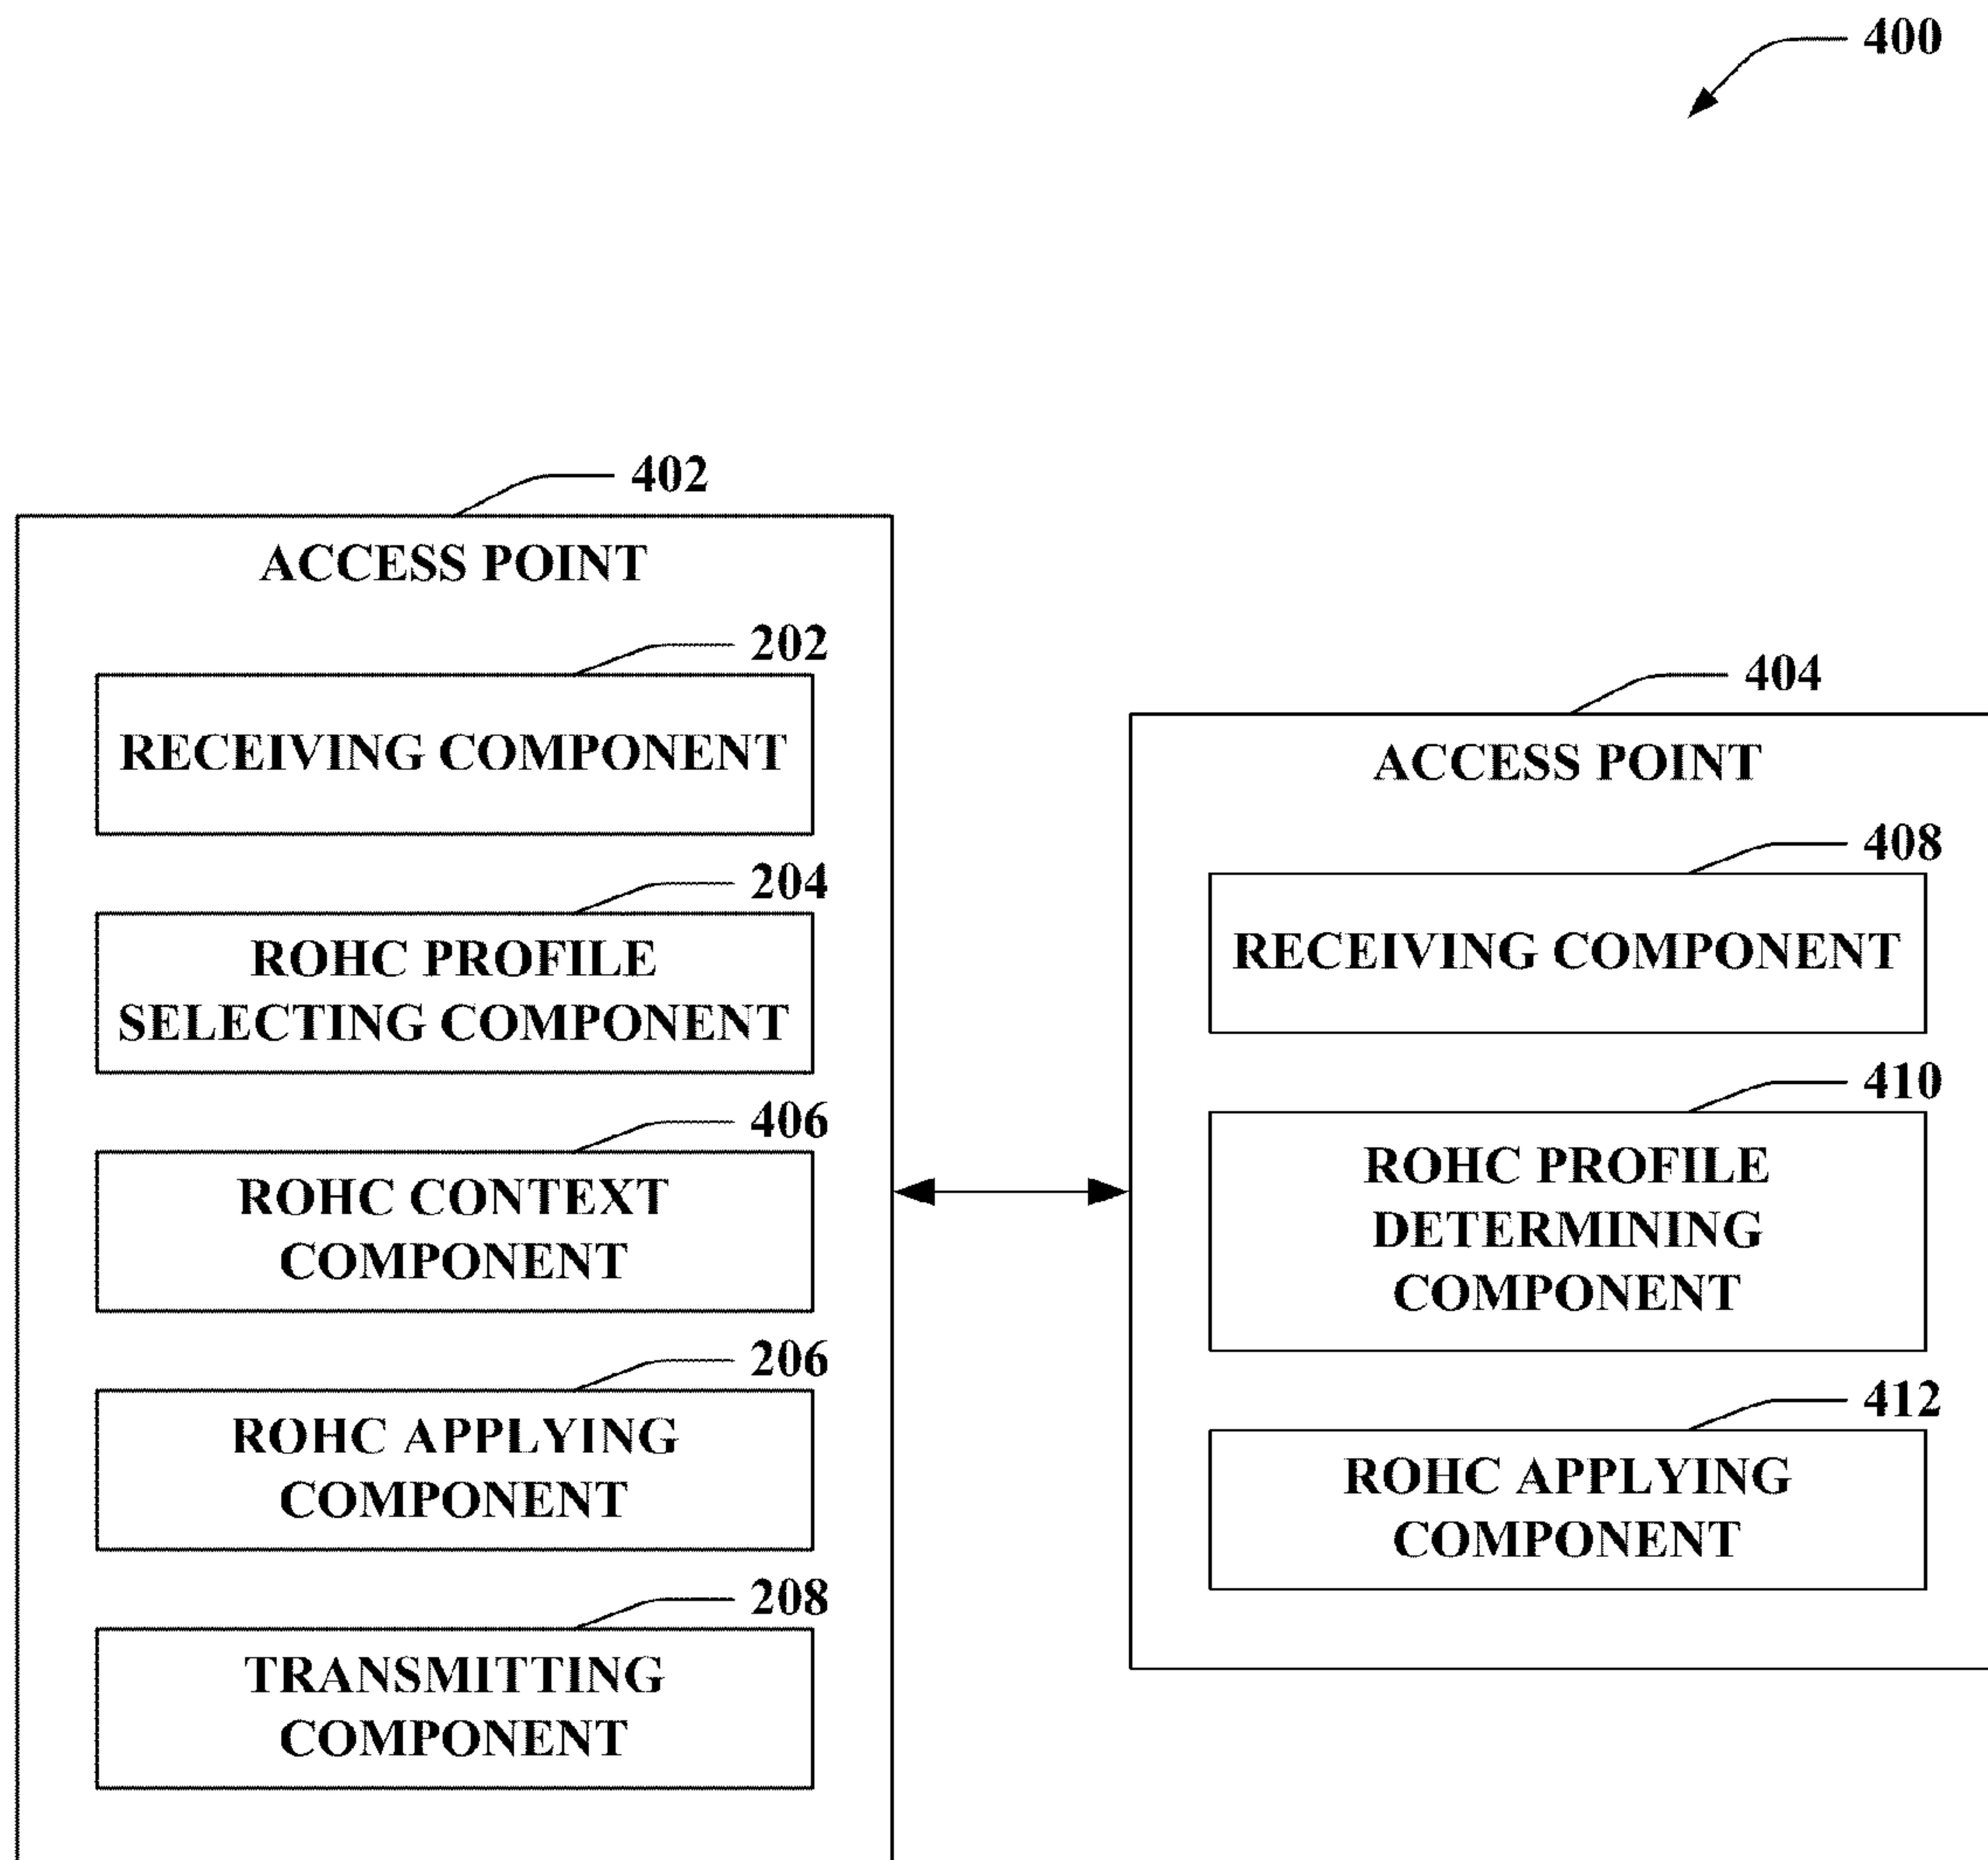 400
402
ACCESS POINT
202
RECEIVING COMPONENT
204
ROHC PROFILE
SELECTING COMPONENT
406
ROHC CONTEXT
COMPONENT
206
ROHC APPLYING
COMPONENT
208
TRANSMITTING
COMPONENT
404
ACCESS POINT
408
RECEIVING COMPONENT
410
ROHC PROFILE
DETERMINING
COMPONENT
412
ROHC APPLYING
COMPONENT